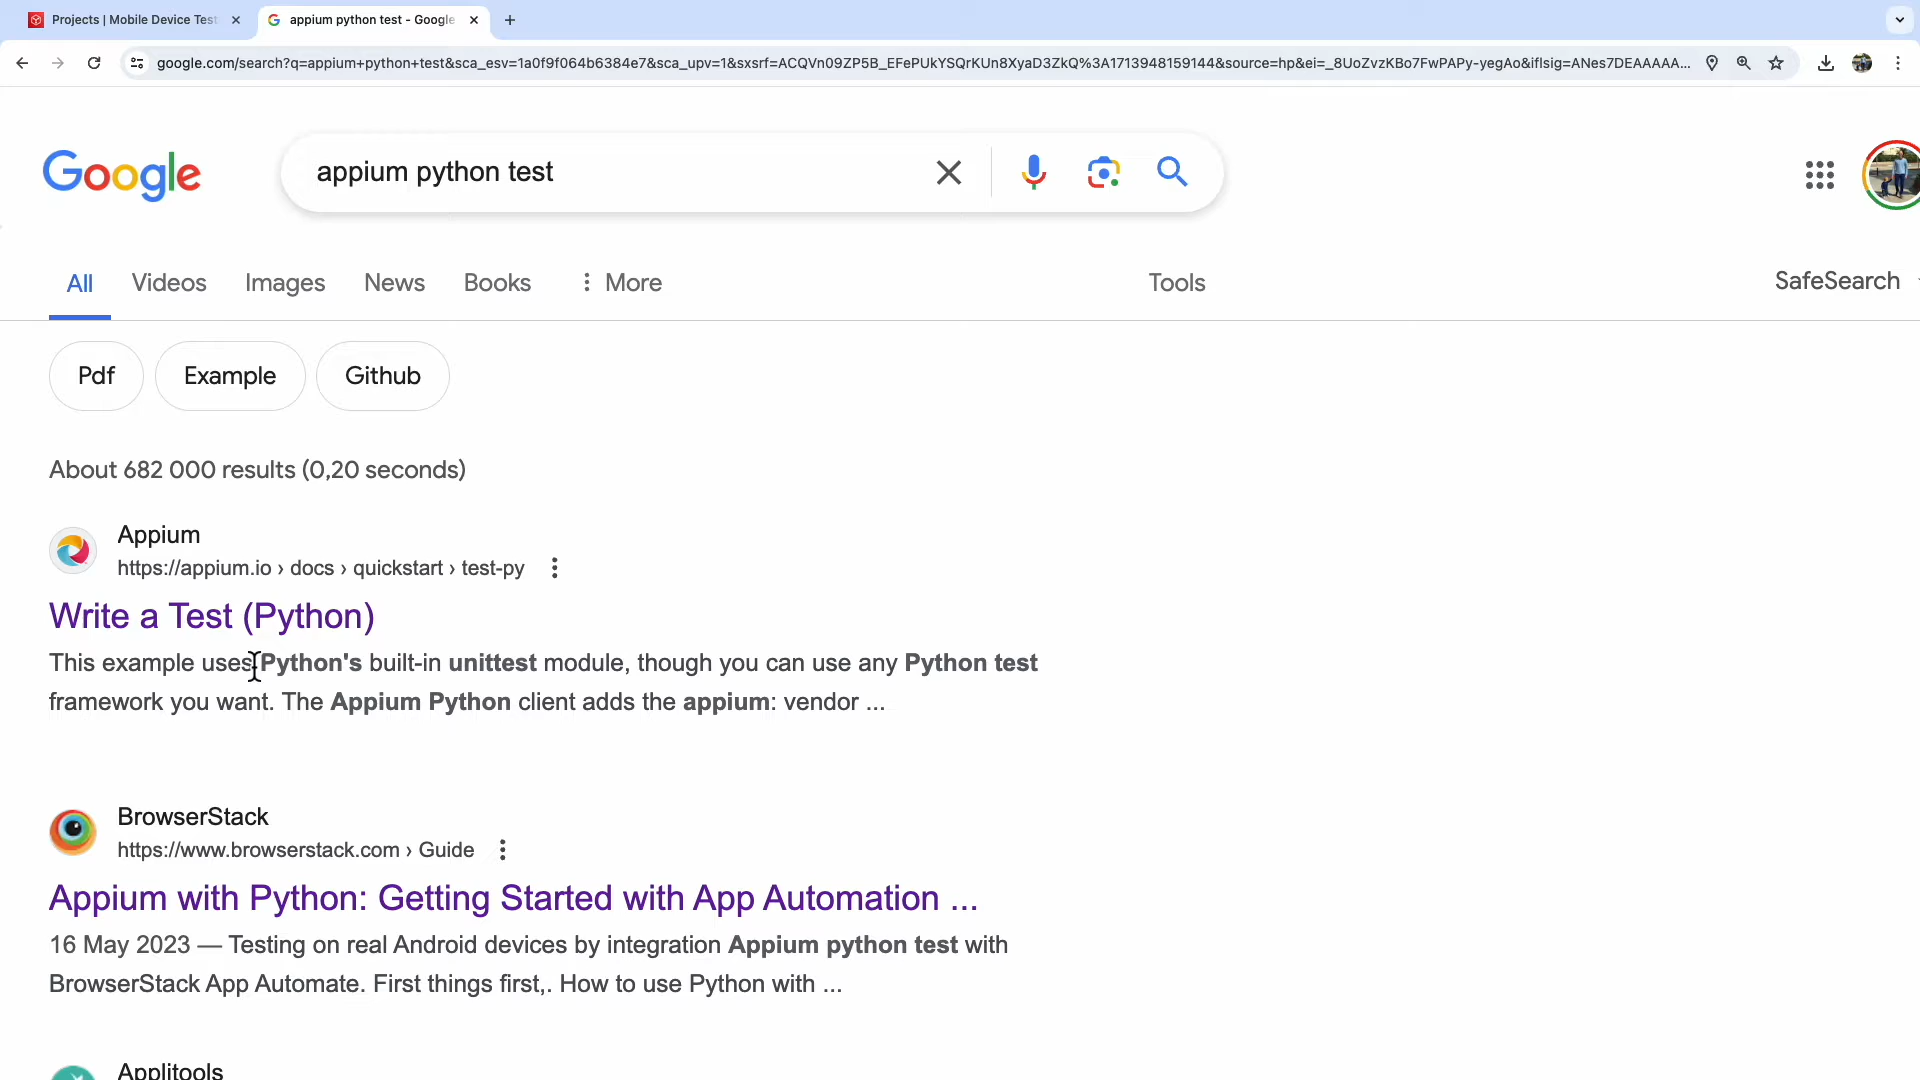 Projects | Mobile Device Test
appium python test - Google
google.com/search?q=appium+python+test&sca_esv=1a0f9f064b6384e7&sca_upv=1&sxsrf=ACQVn09ZP5B_EFePUkYSQrKUn8XyaD3ZkQ%3A1713948159144&source=hp&ei=_8UoZvzKBo7FwPAPy-yegAo&iflsig=ANes7DEAAAAA...
Google
appium python test
All Videos Images News Books More Tools SafeSearch
Pdf Example Github
About 682 000 results (0,20 seconds)
Appium
https://appium.io › docs › quickstart › test-py
Write a Test (Python)
This example uses Python's built-in unittest module, though you can use any Python test
framework you want. The Appium Python client adds the appium: vendor ...
BrowserStack
https://www.browserstack.com › Guide
Appium with Python: Getting Started with App Automation ...
16 May 2023 — Testing on real Android devices by integration Appium python test with
BrowserStack App Automate. First things first,. How to use Python with ...
Applitools